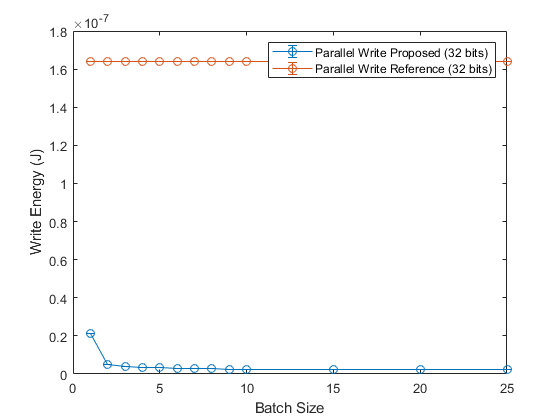 ×10-7
1.8
1.6
1.4
1.2
1
0.8
0.6
0.4
0.2
0
Write Energy (J)
Parallel Write Proposed (32 bits)
Parallel Write Reference (32 bits)
0 5 10 15 20 25
Batch Size